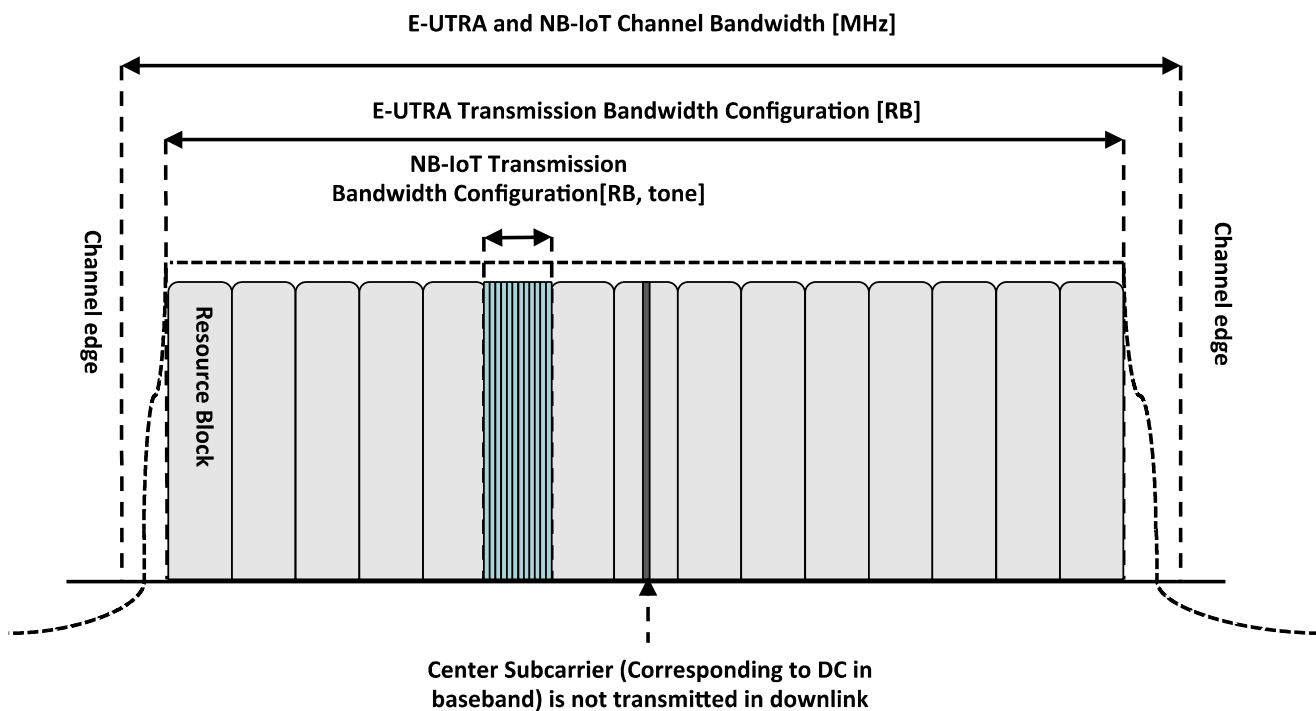 E-UTRA and NB-IoT Channel Bandwidth [MHz]
E-UTRA Transmission Bandwidth Configuration [RB]
NB-IoT Transmission
Bandwidth Configuration[RB, tone]
Channel edge
Channel edge
Resource Block
Center Subcarrier (Corresponding to DC in
baseband) is not transmitted in downlink